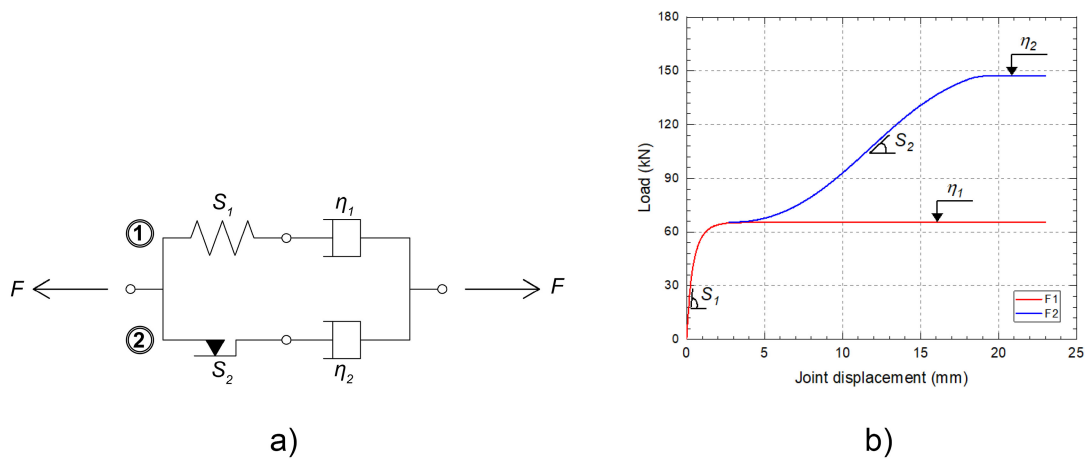 S1
η1
1
F
F
2
S2
η2
a)
Load (kN)
180
150
120
90
60
30
0
η2
S2
η1
S1
F1
F2
0
5
10
15
20
25
Joint displacement (mm)
b)